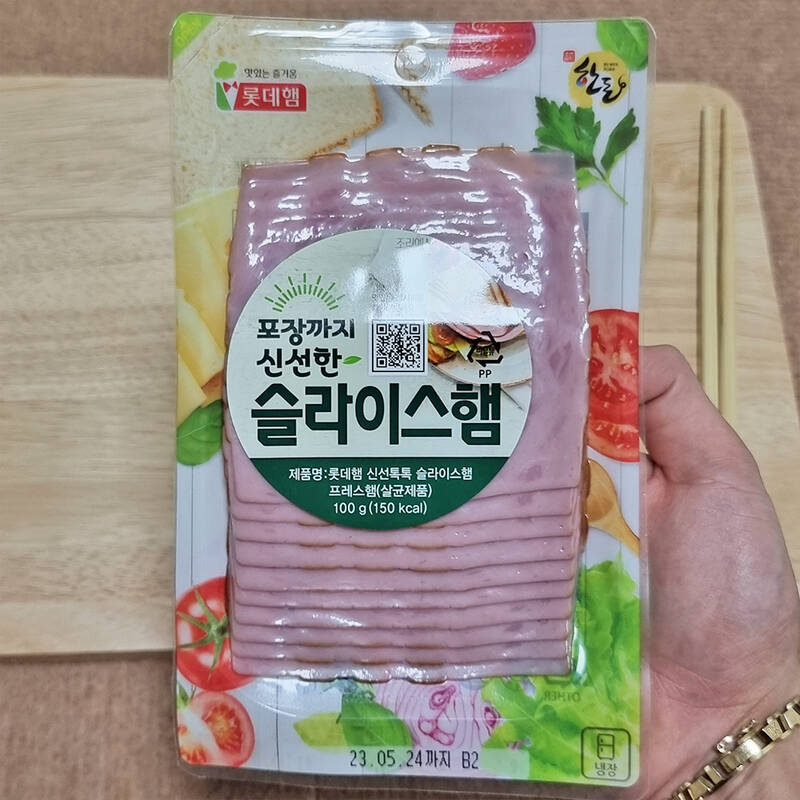 맛있는 즐거움
롯데햄
한돈
포장까지
신선한
슬라이스햄
PP
제품명:롯데햄 신선톡톡 슬라이스햄
프레스햄(살균제품)
100 g (150 kcal)
OTHER
23.05.24까지 B2
냉장